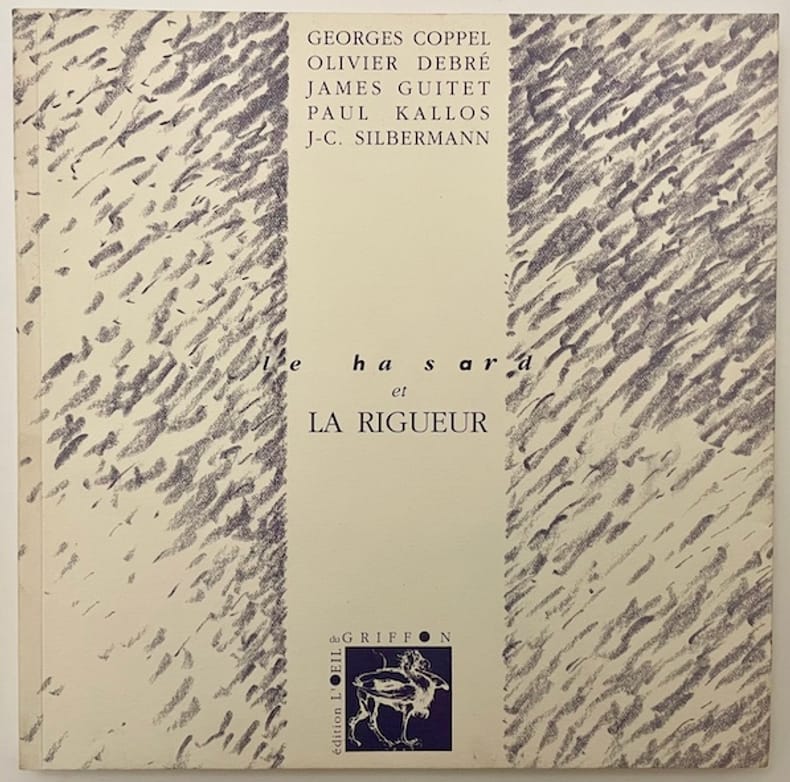 GEORGES COPPEL
OLIVIER DEBRÉ
JAMES GUITET
PAUL KALLOS
J-C. SILBERMANN
le hasard
et
LA RIGUEUR
édition L'OEIL
du GRIFFON